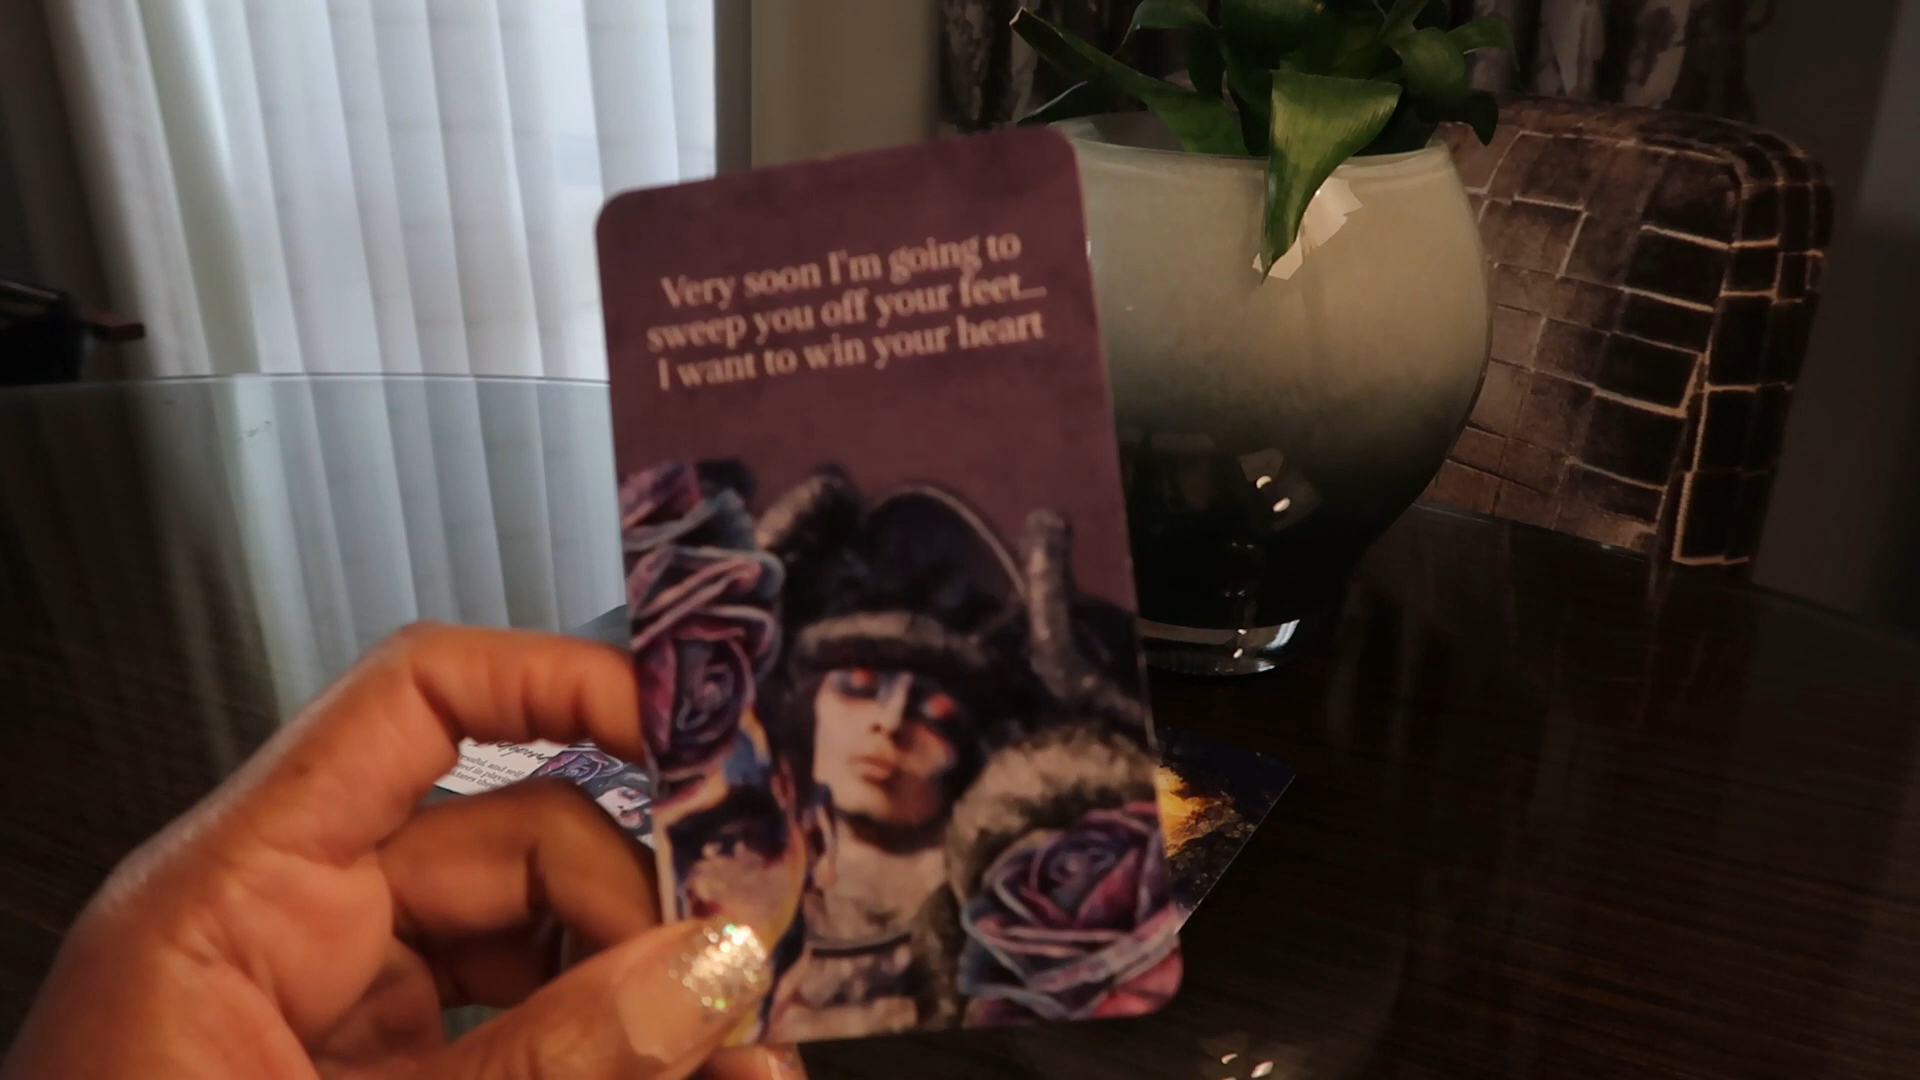 Very soon I'm going to
sweep you off your feet...
I want to win your heart